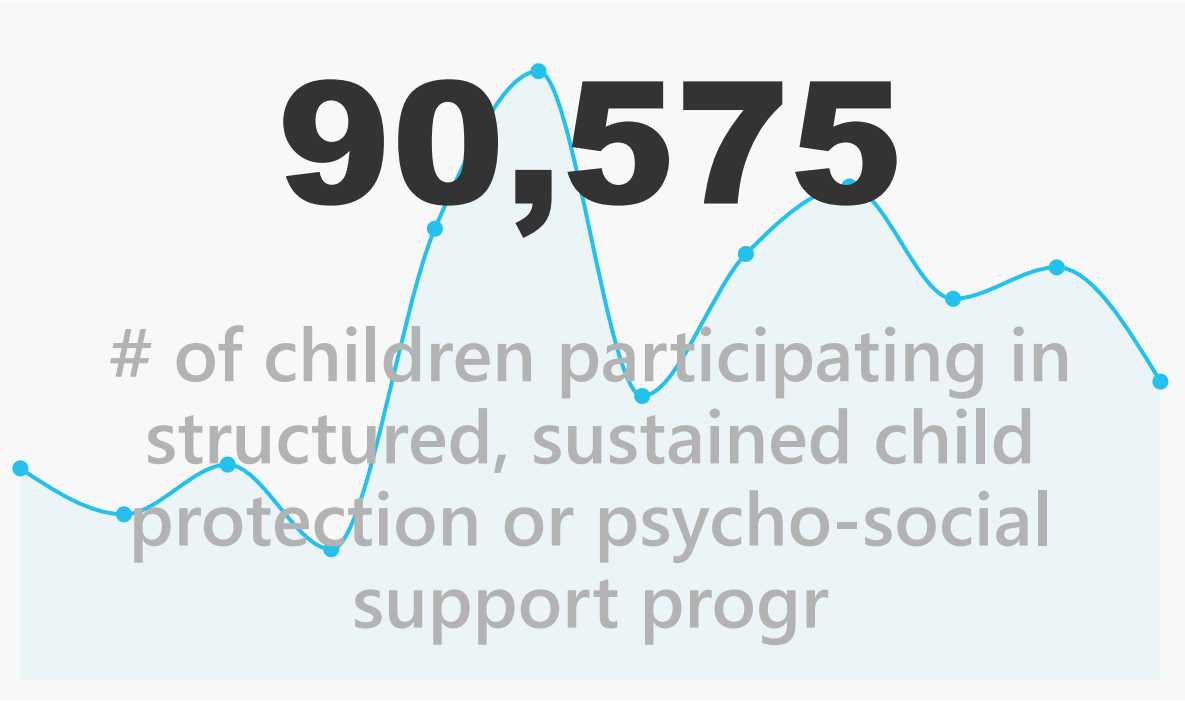 90,575
# of children participating in
structured, sustained child
protection or psycho-social
support progr